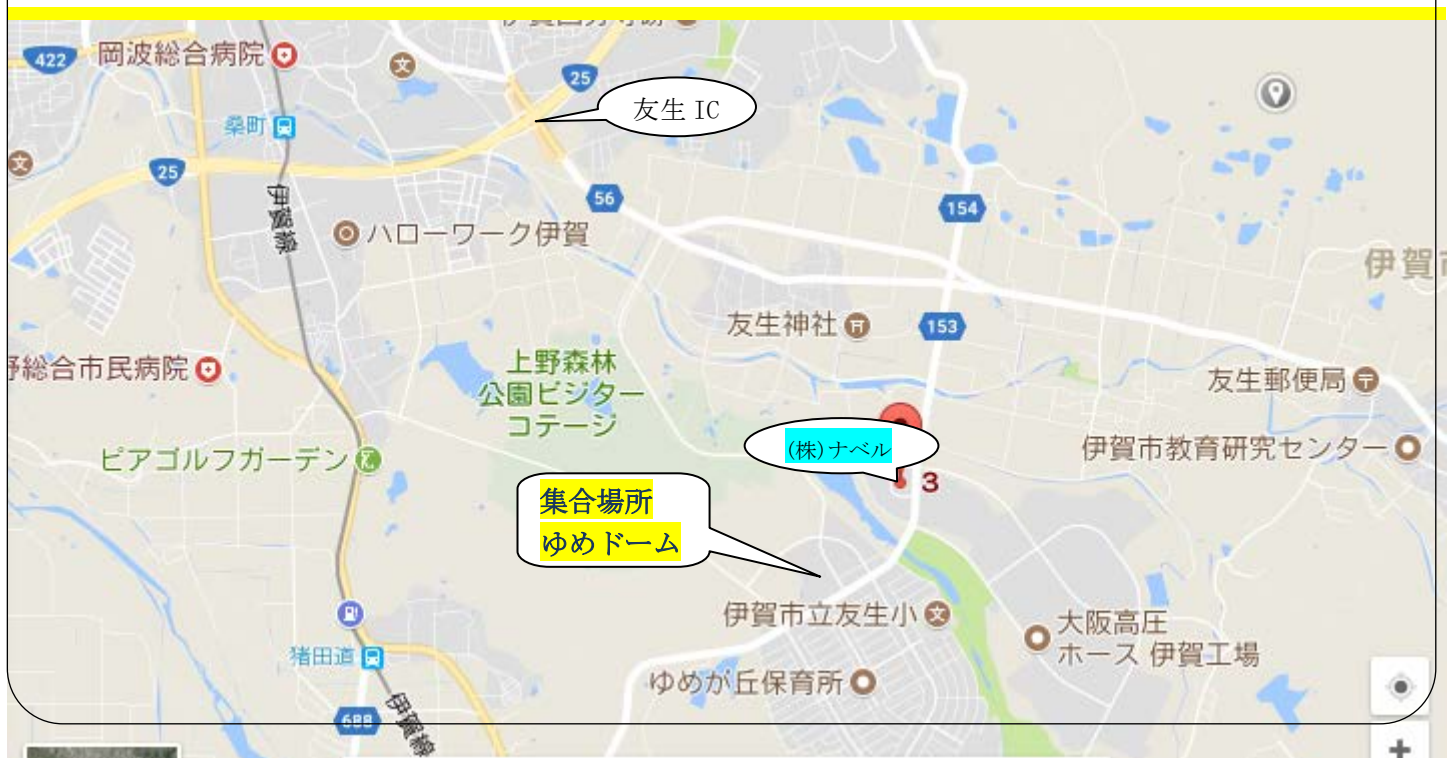 422
岡波総合病院
25
友生 IC
桑町
25
56
154
伊賀線
ハローワーク伊賀
伊賀
友生神社
153
上野森林
公園ビジター
コテージ
総合市民病院
友生郵便局
(株)ナベル
ピアゴルフガーデン
伊賀市教育研究センター
3
集合場所
ゆめドーム
伊賀市立友生小
大阪高圧
ホース 伊賀工場
猪田道
ゆめが丘保育所
688
伊賀線